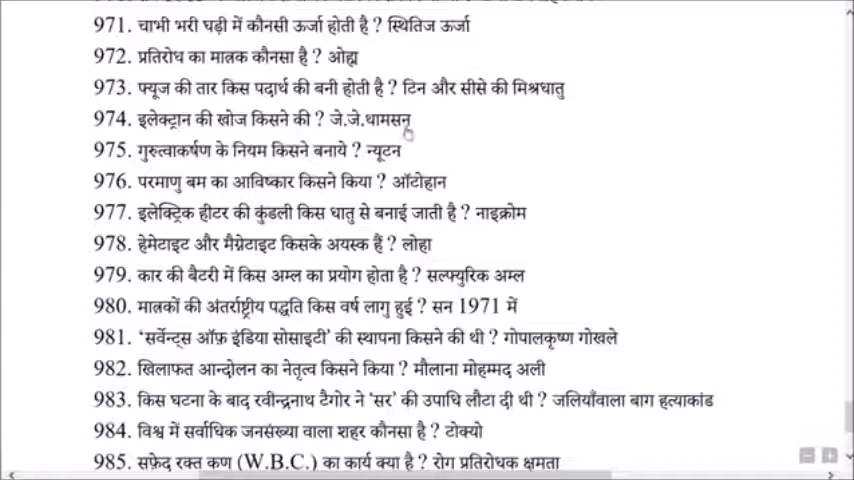 971. चाभी भरी घड़ी में कौनसी ऊर्जा होती है ? स्थितिज ऊर्जा
972. प्रतिरोध का मात्रक कौनसा है ? ओह्म
973. फ्यूज की तार किस पदार्थ की बनी होती है ? टिन और सीसे की मिश्रधातु
974. इलेक्ट्रान की खोज किसने की ? जे.जे.थामसन
975. गुरुत्वाकर्षण के नियम किसने बनाये ? न्यूटन
976. परमाणु बम का आविष्कार किसने किया ? ऑटोहान
977. इलेक्ट्रिक हीटर की कुंडली किस धातु से बनाई जाती है ? नाइक्रोम
978. हेमेटाइट और मैग्नेटाइट किसके अयस्क हैं ? लोहा
979. कार की बैटरी में किस अम्ल का प्रयोग होता है ? सल्फ्युरिक अम्ल
980. मात्रकों की अंतर्राष्ट्रीय पद्धति किस वर्ष लागु हुई ? सन 1971 में
981. ‘सर्वेन्ट्स ऑफ़ इंडिया सोसाइटी’ की स्थापना किसने की थी ? गोपालकृष्ण गोखले
982. खिलाफत आन्दोलन का नेतृत्व किसने किया ? मौलाना मोहम्मद अली
983. किस घटना के बाद रवीन्द्रनाथ टैगोर ने ‘सर’ की उपाधि लौटा दी थी ? जलियाँवाला बाग हत्याकांड
984. विश्व में सर्वाधिक जनसंख्या वाला शहर कौनसा है ? टोक्यो
985. सफ़ेद रक्त कण (W.B.C.) का कार्य क्या है ? रोग प्रतिरोधक क्षमता